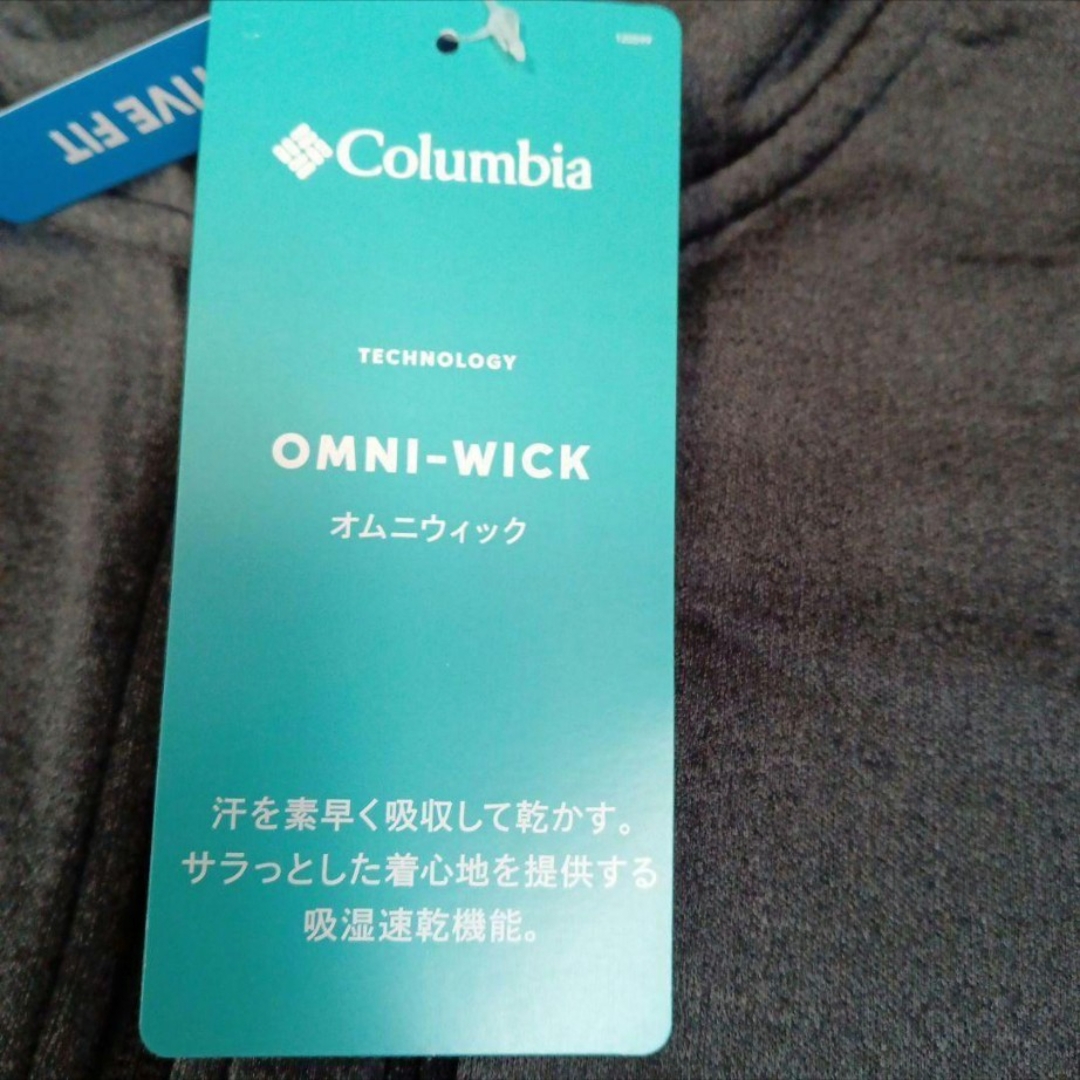 Columbia
TECHNOLOGY
OMNI-WICK
オムニウィック
汗を素早く吸収して乾かす。
サラっとした着心地を提供する
吸湿速乾機能。
FIT